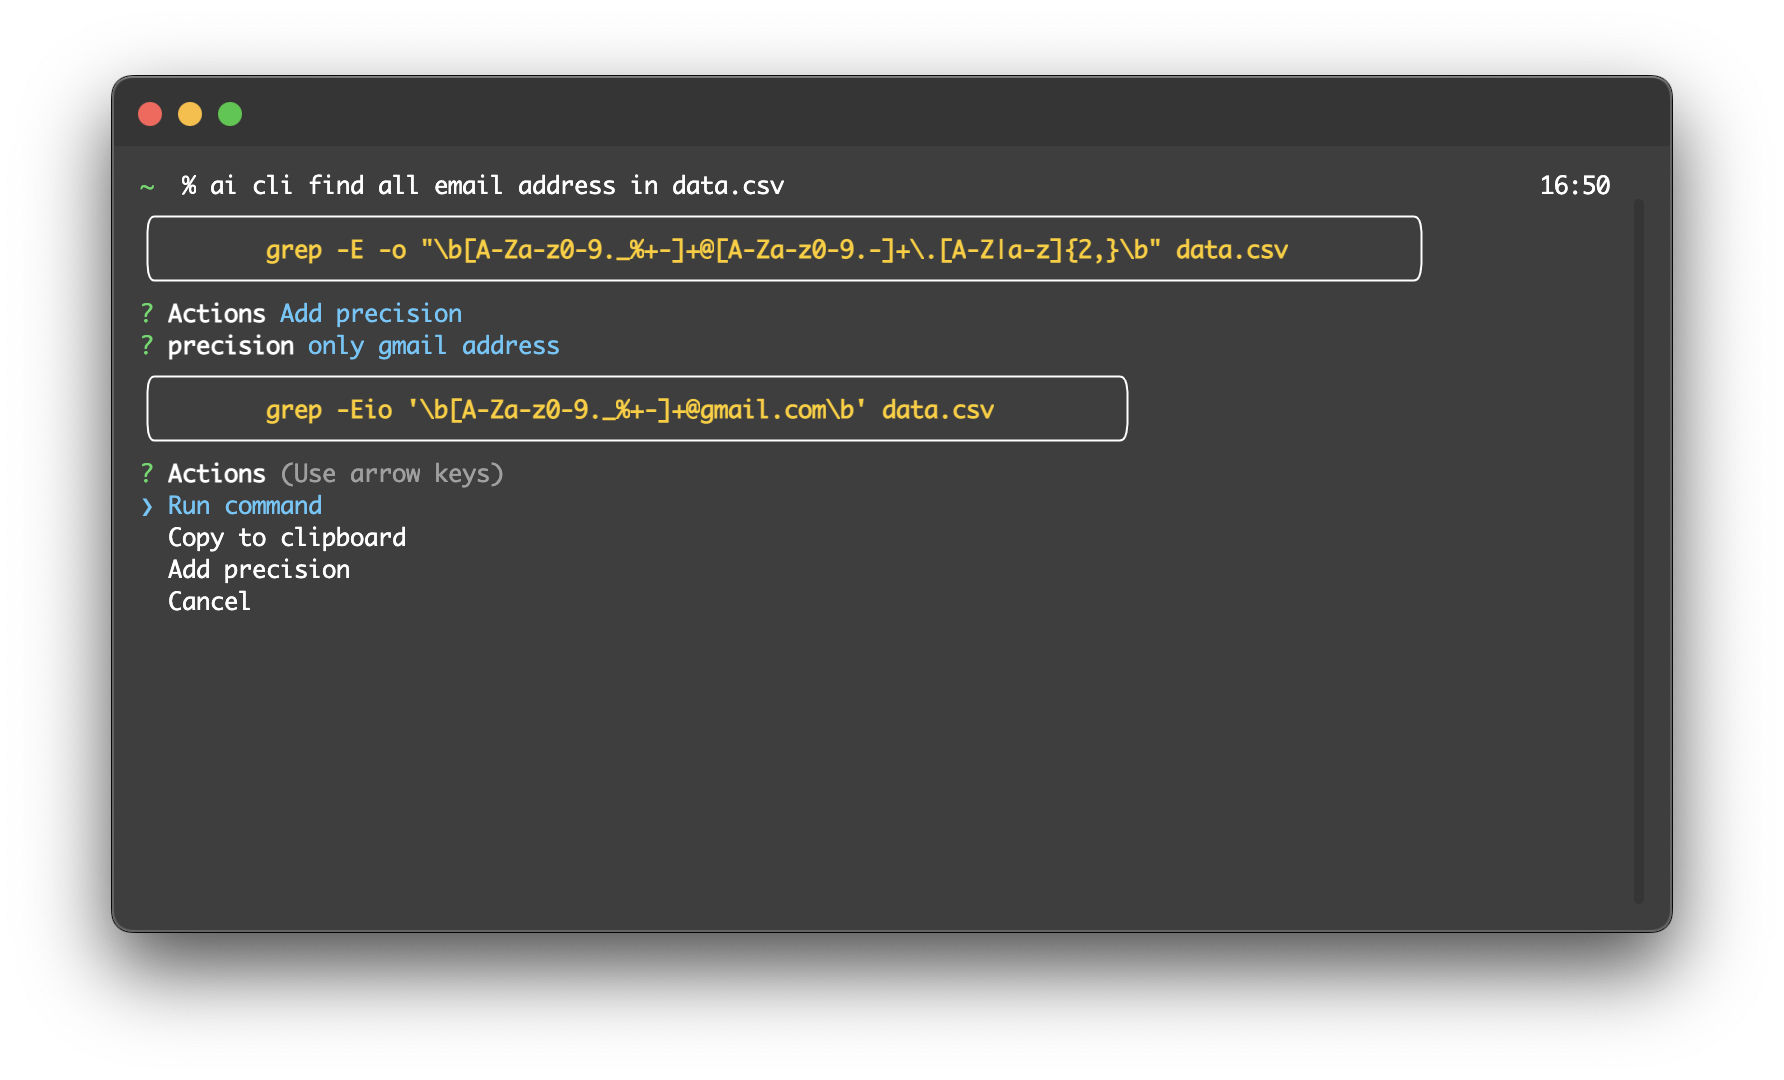 ~ % ai cli find all email address in data.csv 16:50
grep -E -o "\b[A-Za-z0-9._%+-]+@[A-Za-z0-9.-]+\.[A-Z|a-z]{2,}\b" data.csv
? Actions Add precision
? precision only gmail address
grep -Eio '\b[A-Za-z0-9._%+-]+@gmail.com\b' data.csv
? Actions (Use arrow keys)
❯ Run command
Copy to clipboard
Add precision
Cancel